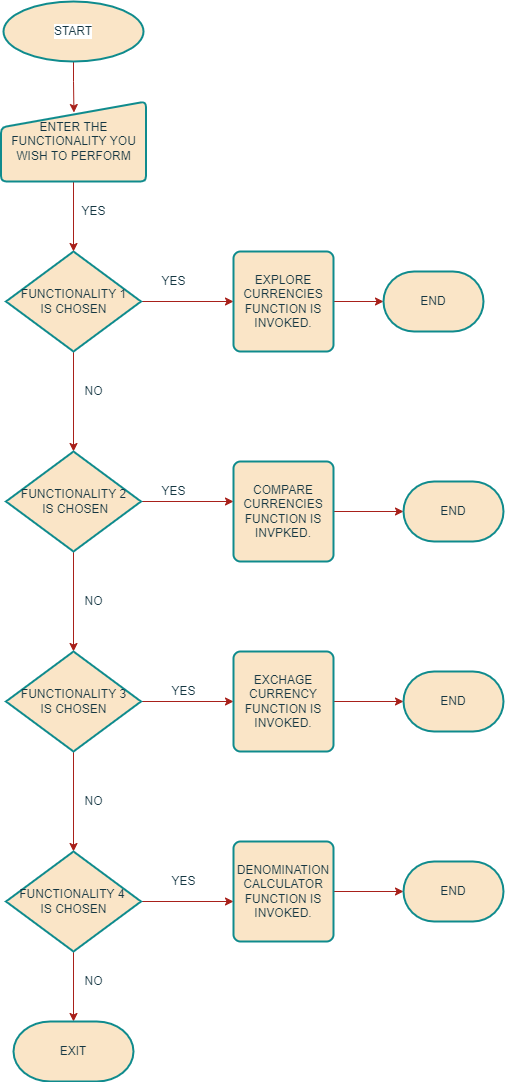 START
ENTER THE
FUNCTIONALITY YOU
WISH TO PERFORM
YES
FUNCTIONALITY 1
IS CHOSEN
YES
EXPLORE
CURRENCIES
FUNCTION IS
INVOKED.
END
NO
FUNCTIONALITY 2
IS CHOSEN
YES
COMPARE
CURRENCIES
FUNCTION IS
INVPKED.
END
NO
FUNCTIONALITY 3
IS CHOSEN
YES
EXCHAGE
CURRENCY
FUNCTION IS
INVOKED.
END
NO
FUNCTIONALITY 4
IS CHOSEN
YES
DENOMINATION
CALCULATOR
FUNCTION IS
INVOKED.
END
NO
EXIT